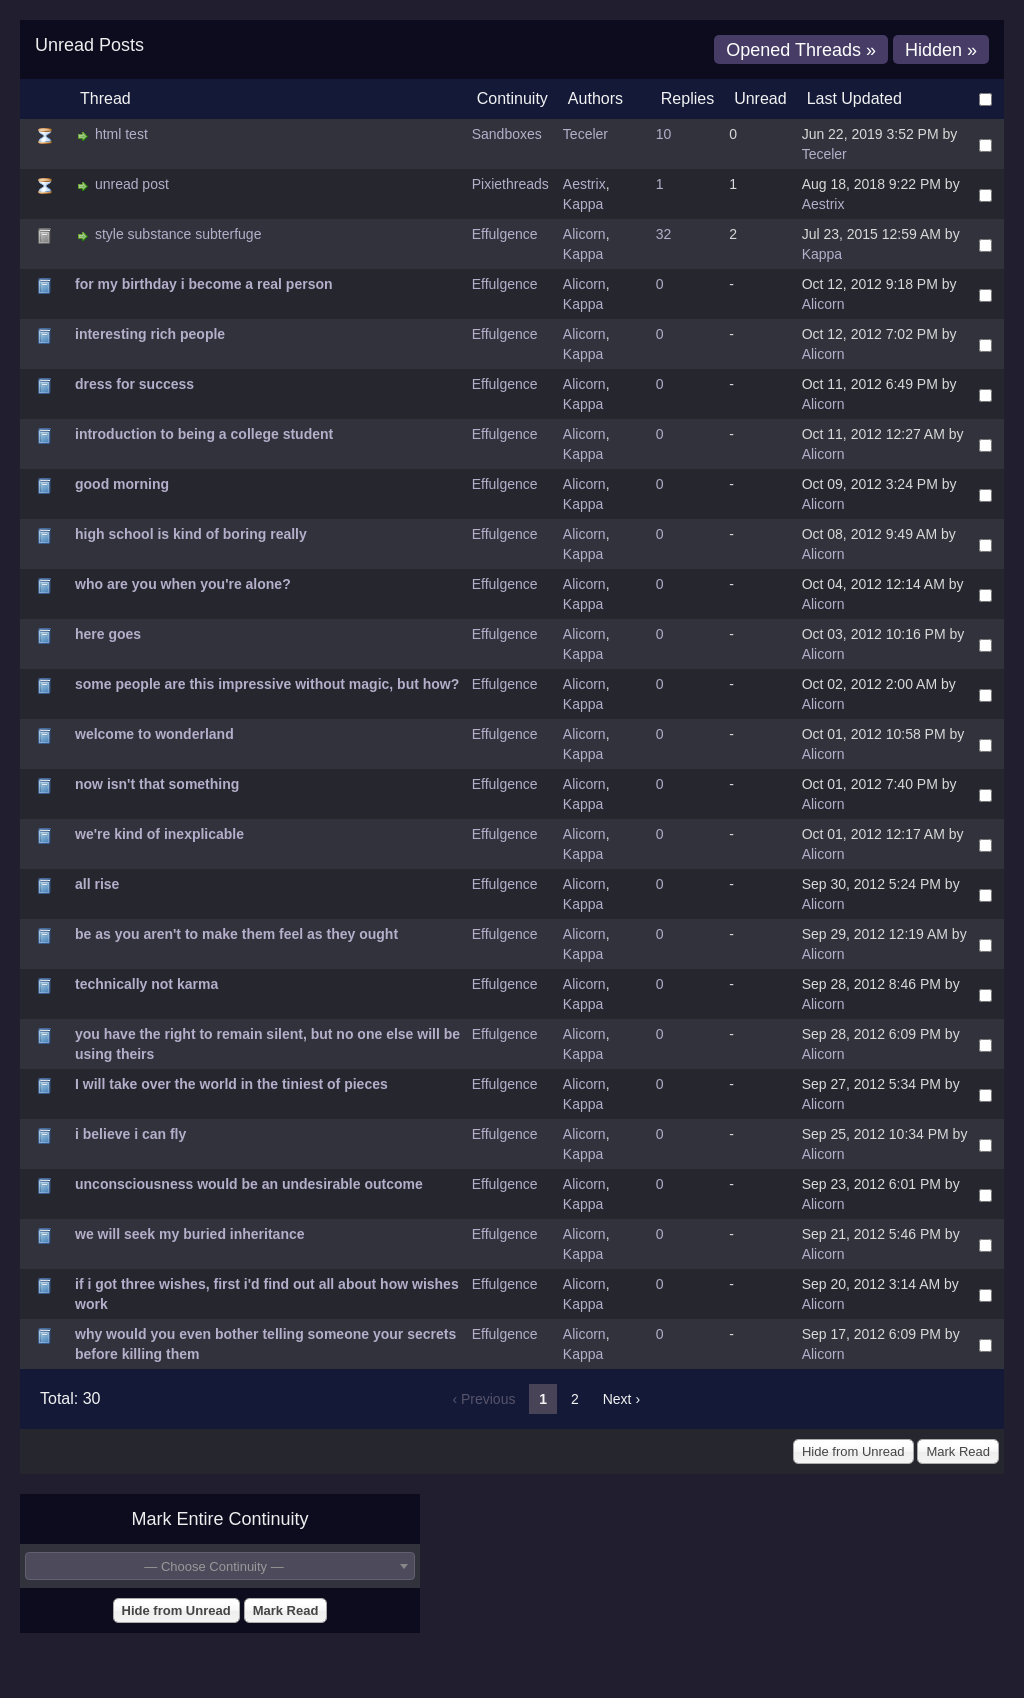 Unread Posts
Opened Threads » Hidden »
Thread Continuity Authors Replies Unread Last Updated
html test Sandboxes Teceler 10 0 Jun 22, 2019 3:52 PM by
Teceler
unread post Pixiethreads Aestrix, 1 1 Aug 18, 2018 9:22 PM by
Kappa Aestrix
style substance subterfuge Effulgence Alicorn, 32 2 Jul 23, 2015 12:59 AM by
Kappa Kappa
for my birthday i become a real person Effulgence Alicorn, 0 - Oct 12, 2012 9:18 PM by
Kappa Alicorn
interesting rich people Effulgence Alicorn, 0 - Oct 12, 2012 7:02 PM by
Kappa Alicorn
dress for success Effulgence Alicorn, 0 - Oct 11, 2012 6:49 PM by
Kappa Alicorn
introduction to being a college student Effulgence Alicorn, 0 - Oct 11, 2012 12:27 AM by
Kappa Alicorn
good morning Effulgence Alicorn, 0 - Oct 09, 2012 3:24 PM by
Kappa Alicorn
high school is kind of boring really Effulgence Alicorn, 0 - Oct 08, 2012 9:49 AM by
Kappa Alicorn
who are you when you're alone? Effulgence Alicorn, 0 - Oct 04, 2012 12:14 AM by
Kappa Alicorn
here goes Effulgence Alicorn, 0 - Oct 03, 2012 10:16 PM by
Kappa Alicorn
some people are this impressive without magic, but how? Effulgence Alicorn, 0 - Oct 02, 2012 2:00 AM by
Kappa Alicorn
welcome to wonderland Effulgence Alicorn, 0 - Oct 01, 2012 10:58 PM by
Kappa Alicorn
now isn't that something Effulgence Alicorn, 0 - Oct 01, 2012 7:40 PM by
Kappa Alicorn
we're kind of inexplicable Effulgence Alicorn, 0 - Oct 01, 2012 12:17 AM by
Kappa Alicorn
all rise Effulgence Alicorn, 0 - Sep 30, 2012 5:24 PM by
Kappa Alicorn
be as you aren't to make them feel as they ought Effulgence Alicorn, 0 - Sep 29, 2012 12:19 AM by
Kappa Alicorn
technically not karma Effulgence Alicorn, 0 - Sep 28, 2012 8:46 PM by
Kappa Alicorn
you have the right to remain silent, but no one else will be Effulgence Alicorn, 0 - Sep 28, 2012 6:09 PM by
using theirs Kappa Alicorn
I will take over the world in the tiniest of pieces Effulgence Alicorn, 0 - Sep 27, 2012 5:34 PM by
Kappa Alicorn
i believe i can fly Effulgence Alicorn, 0 - Sep 25, 2012 10:34 PM by
Kappa Alicorn
unconsciousness would be an undesirable outcome Effulgence Alicorn, 0 - Sep 23, 2012 6:01 PM by
Kappa Alicorn
we will seek my buried inheritance Effulgence Alicorn, 0 - Sep 21, 2012 5:46 PM by
Kappa Alicorn
if i got three wishes, first i'd find out all about how wishes Effulgence Alicorn, 0 - Sep 20, 2012 3:14 AM by
work Kappa Alicorn
why would you even bother telling someone your secrets Effulgence Alicorn, 0 - Sep 17, 2012 6:09 PM by
before killing them Kappa Alicorn
Total: 30 ‹ Previous 1 2 Next ›
Hide from Unread Mark Read
Mark Entire Continuity
— Choose Continuity —
Hide from Unread Mark Read